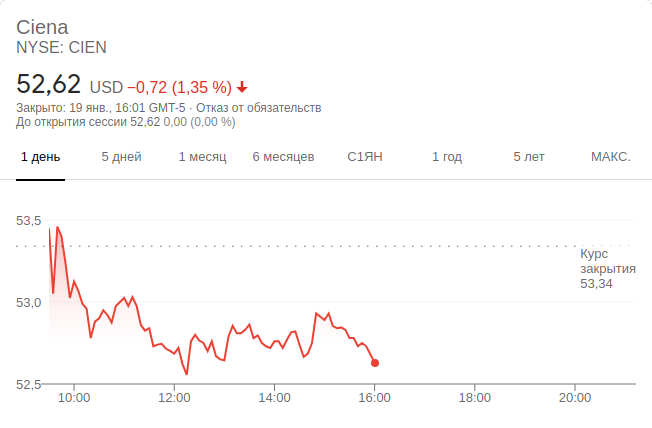 Ciena
NYSE: CIEN
52,62 USD −0,72 (1,35 %)
Закрыто: 19 янв., 16:01 GMT-5 · Отказ от обязательств
До открытия сессии 52,62 0,00 (0,00 %)
1 день 5 дней 1 месяц 6 месяцев С1ЯН 1 год 5 лет МАКС.
53,5
Курс
закрытия
53,34
53,0
52,5
10:00 12:00 14:00 16:00 18:00 20:00